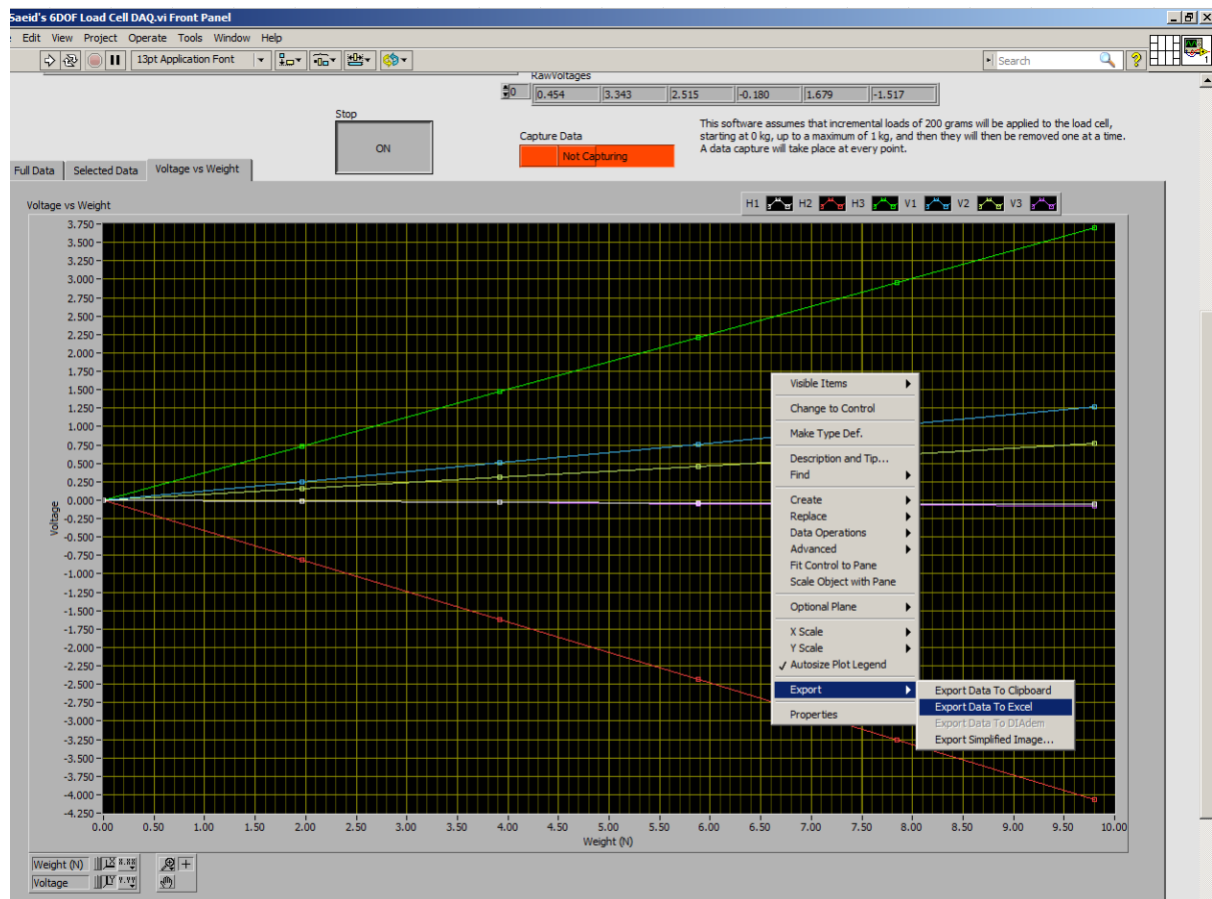 Saeid's 6DOF Load Cell DAQ.vi Front Panel
Edit View Project Operate Tools Window Help
13pt Application Font
Search
RawVoltages
0 0.454 3.343 2.515 -0.180 1.679 -1.517
Stop
ON
Capture Data
Not Capturing
This software assumes that incremental loads of 200 grams will be applied to the load cell,
starting at 0 kg, up to a maximum of 1 kg, and then they will then be removed one at a time.
A data capture will take place at every point.
Full Data Selected Data Voltage vs Weight
Voltage vs Weight
H1 H2 H3 V1 V2 V3
3.750
3.500
3.250
3.000
2.750
2.500
2.250
2.000
1.750
1.500
1.250
1.000
0.750
0.500
0.250
0.000
-0.250
-0.500
-0.750
-1.000
-1.250
-1.500
-1.750
-2.000
-2.250
-2.500
-2.750
-3.000
-3.250
-3.500
-3.750
-4.000
-4.250
Voltage
0.00 0.50 1.00 1.50 2.00 2.50 3.00 3.50 4.00 4.50 5.00 5.50 6.00 6.50 7.00 7.50 8.00 8.50 9.00 9.50 10.00
Weight (N)
Visible Items
Change to Control
Make Type Def.
Description and Tip...
Find
Create
Replace
Data Operations
Advanced
Fit Control to Pane
Scale Object with Pane
Optional Plane
X Scale
Y Scale
Autosize Plot Legend
Export
Properties
Export Data To Clipboard
Export Data To Excel
Export Data To DIAdem
Export Simplified Image...
Weight (N)
Voltage